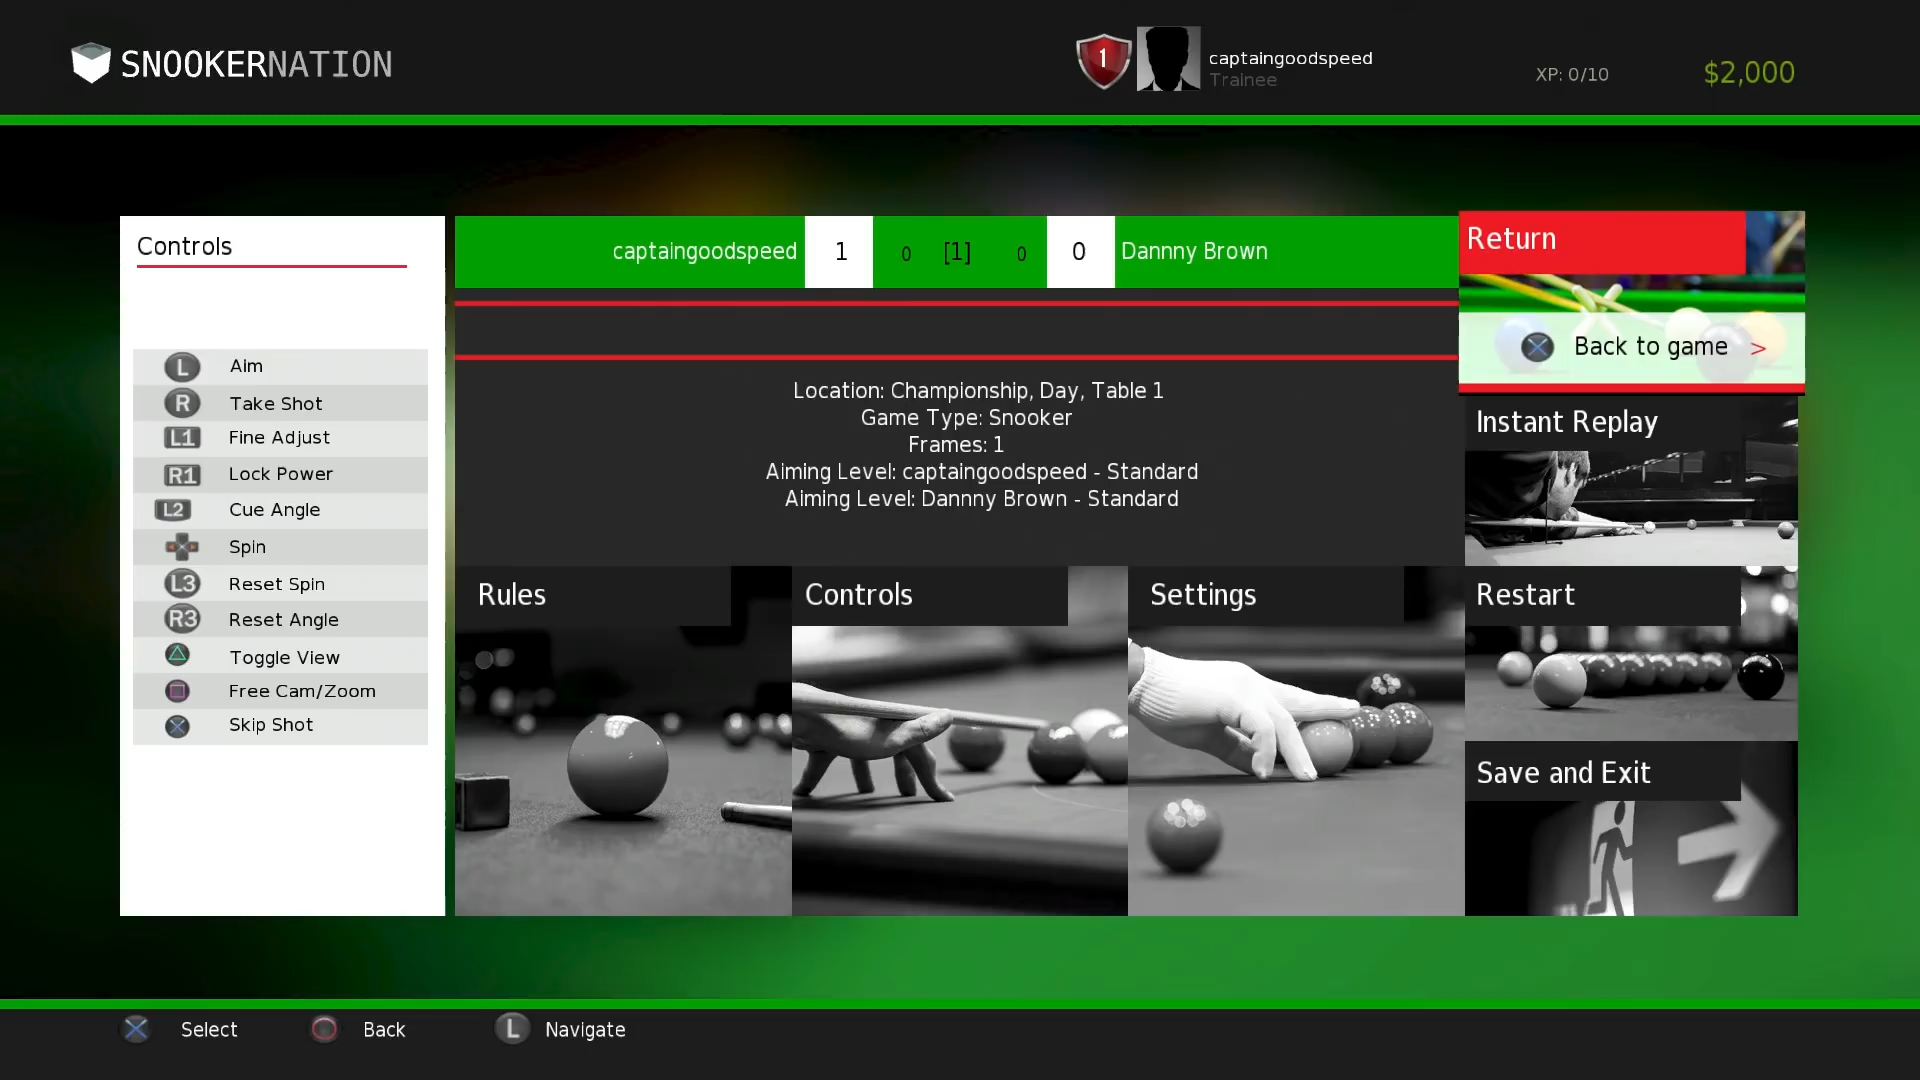 SNOOKERNATION
1
captaingoodspeed
Trainee
XP: 0/10
$2,000
Controls
L Aim
R Take Shot
L1 Fine Adjust
R1 Lock Power
L2 Cue Angle
Spin
L3 Reset Spin
R3 Reset Angle
Toggle View
Free Cam/Zoom
Skip Shot
captaingoodspeed 1 0 [1] 0 0 Dannny Brown
Location: Championship, Day, Table 1
Game Type: Snooker
Frames: 1
Aiming Level: captaingoodspeed - Standard
Aiming Level: Dannny Brown - Standard
Return
Back to game >
Instant Replay
Rules
Controls
Settings
Restart
Save and Exit
Select
Back
L Navigate